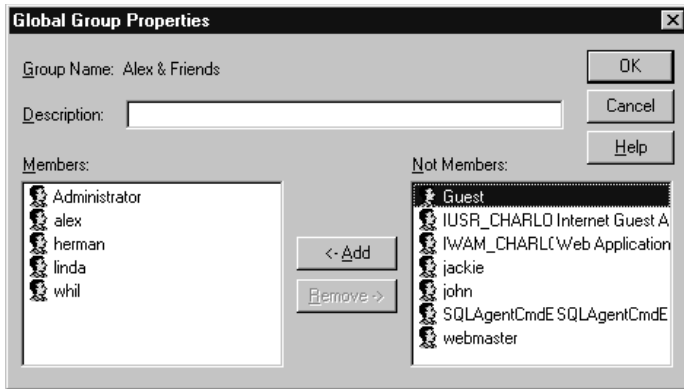 Global Group Properties
Group Name: Alex & Friends
OK
Description:
Cancel
Help
Members:
Not Members:
Administrator
alex
herman
linda
whil
<- Add
Remove ->
Guest
IUSR_CHARLO Internet Guest A
IWAM_CHARL( Web Application
jackie
john
SQLAgentCmdE SQLAgentCmdE
webmaster